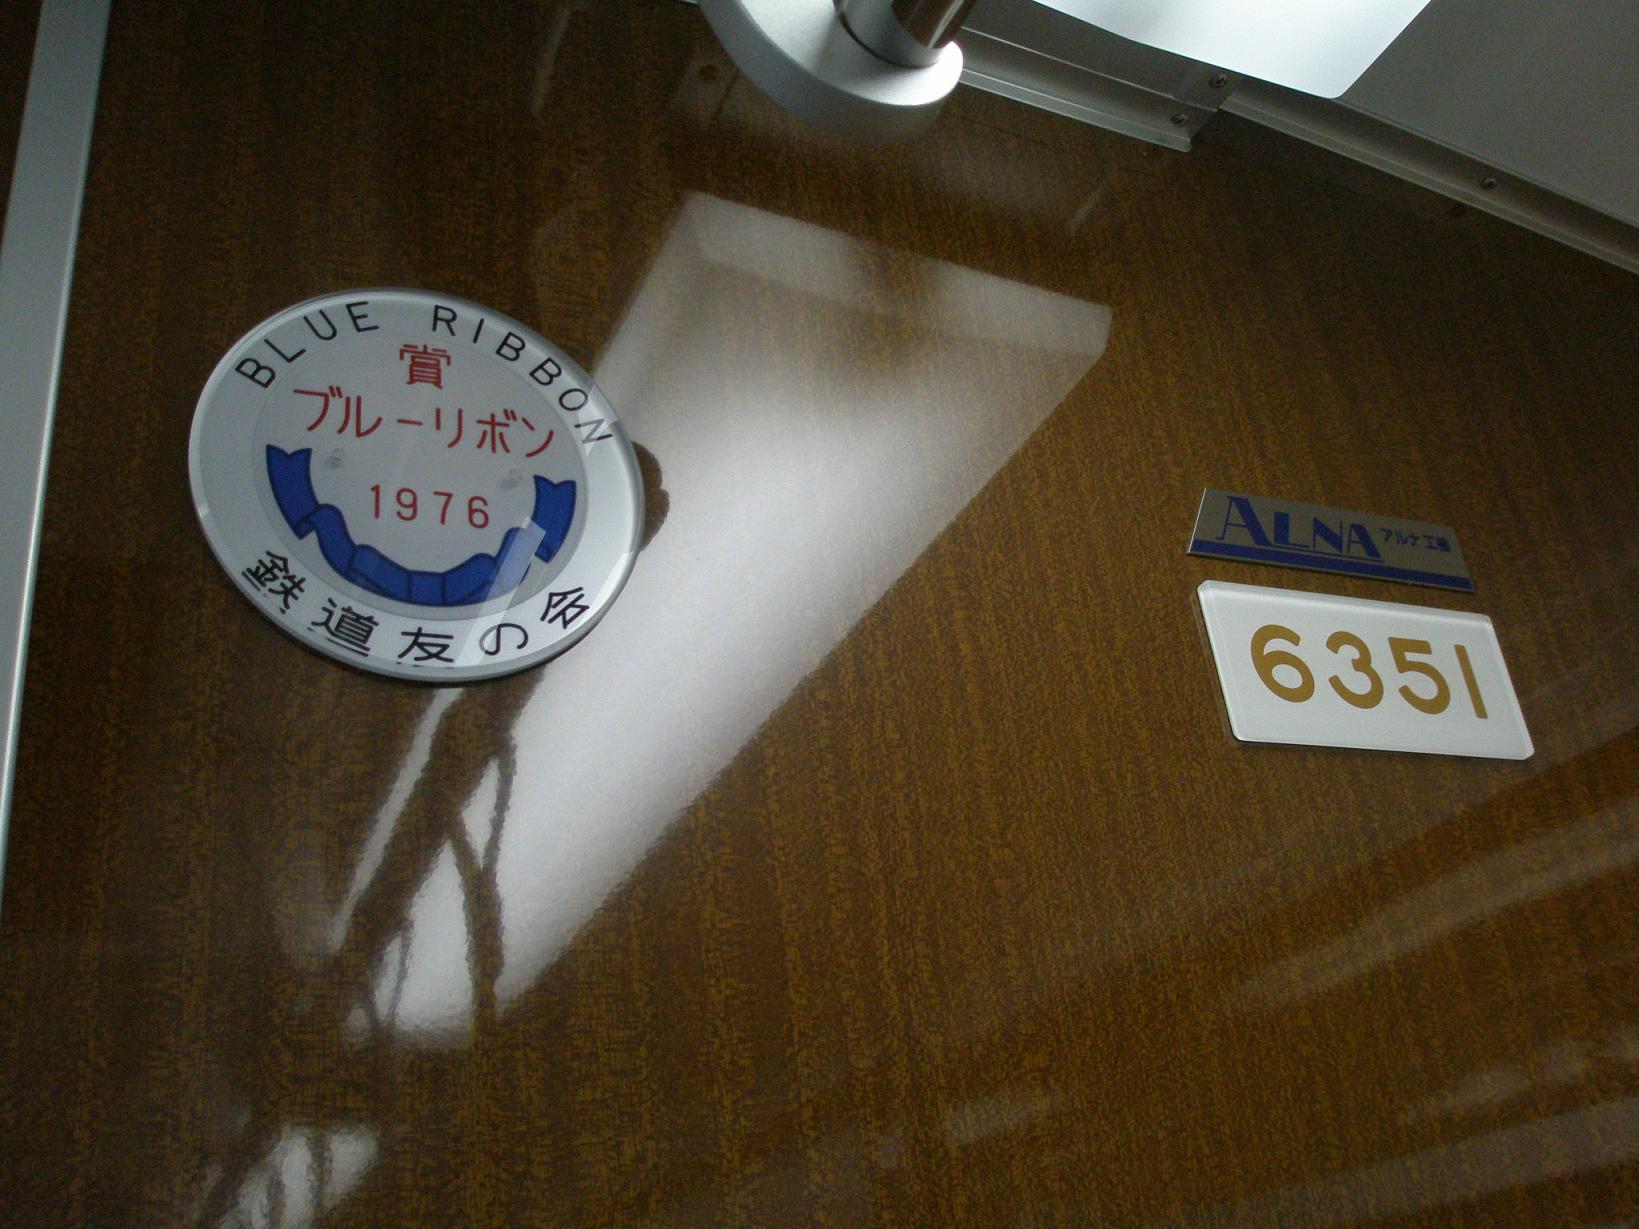 BLUE RIBBON
賞
ブルーリボン
1976
鉄道友の会
ALNA アルナ工機
6351